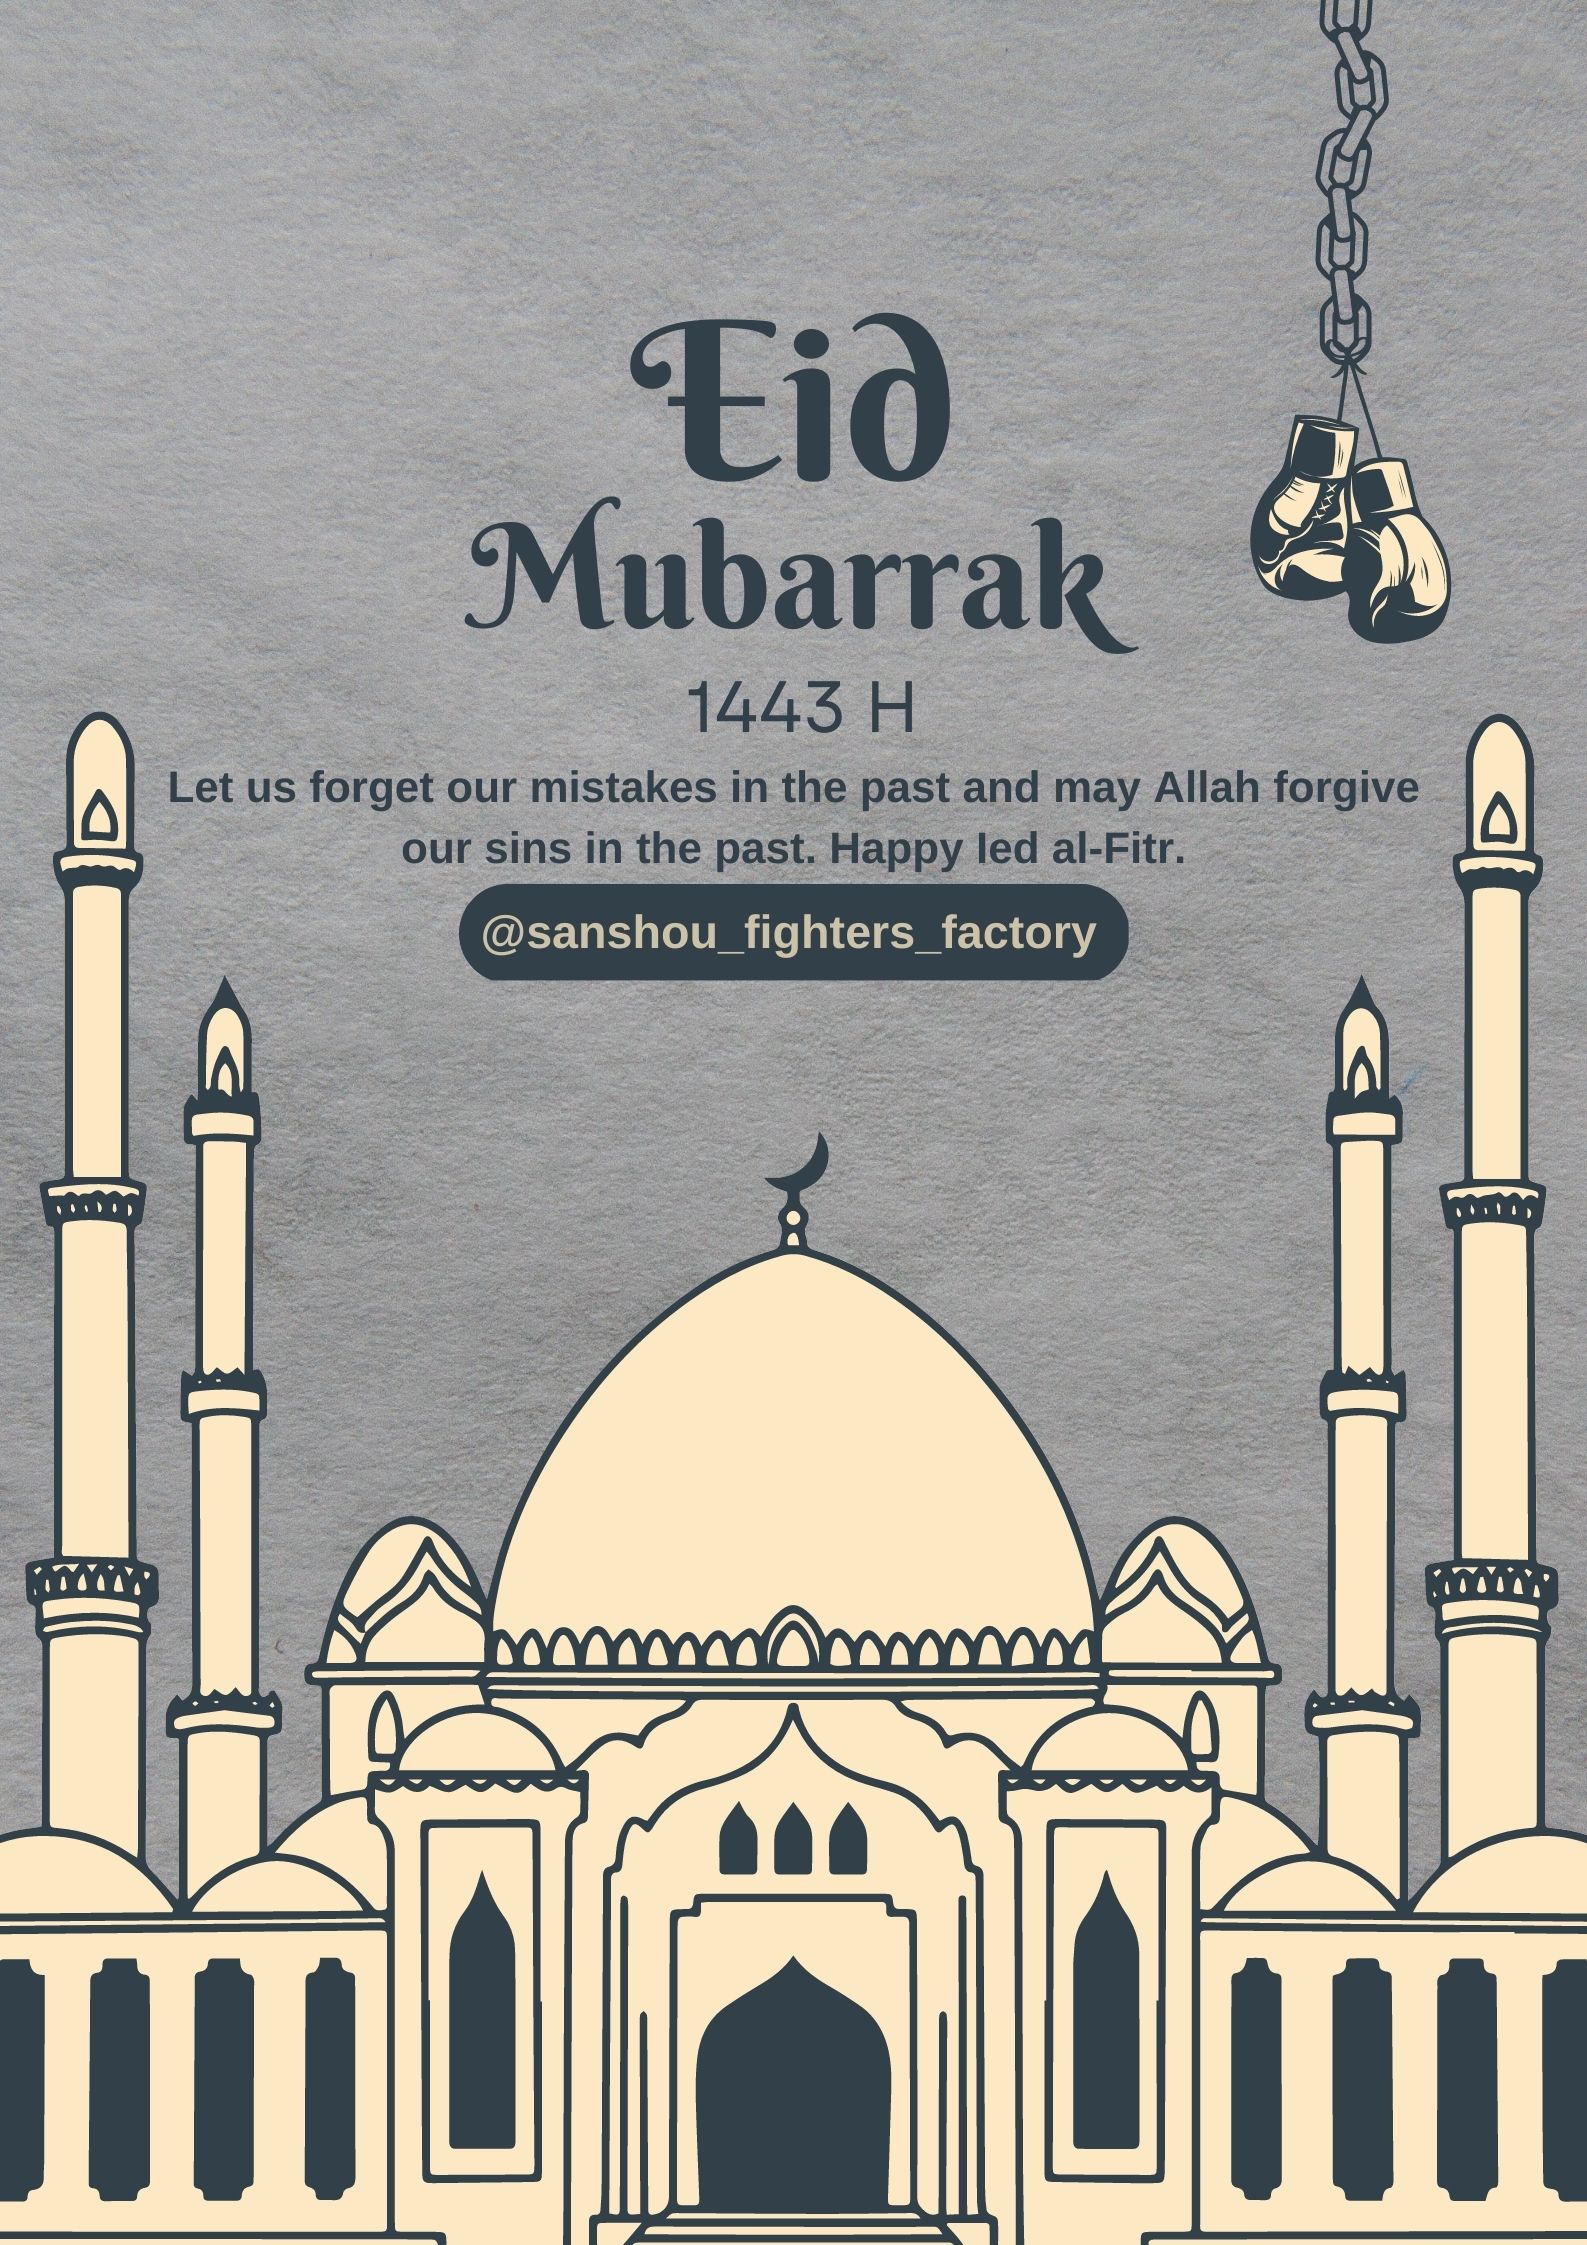 Eid
Mubarrak
1443 H
Let us forget our mistakes in the past and may Allah forgive
our sins in the past. Happy Ied al-Fitr.
@sanshou_fighters_factory